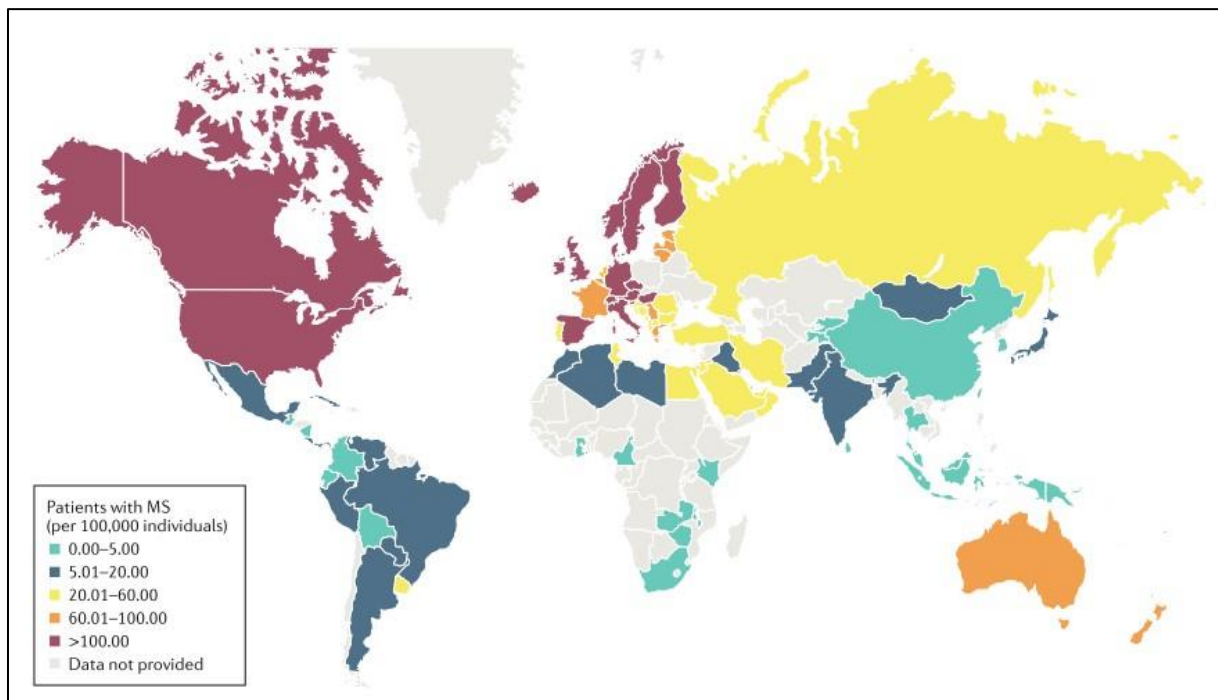 Patients with MS
(per 100,000 individuals)
0.00–5.00
5.01–20.00
20.01–60.00
60.01–100.00
>100.00
Data not provided